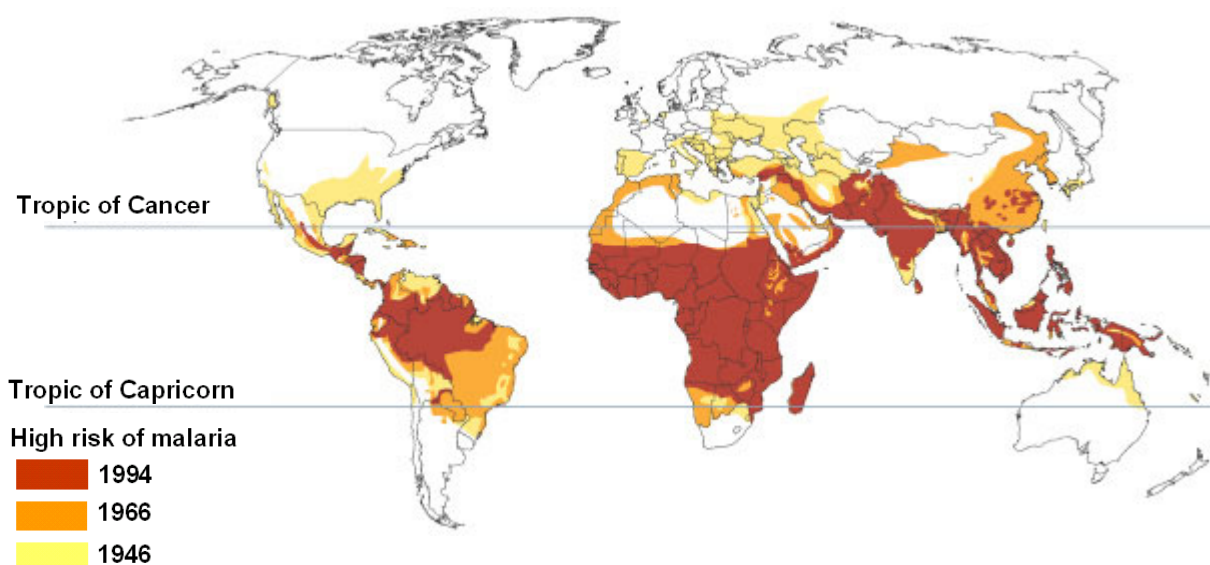 Tropic of Cancer
Tropic of Capricorn
High risk of malaria
1994
1966
1946